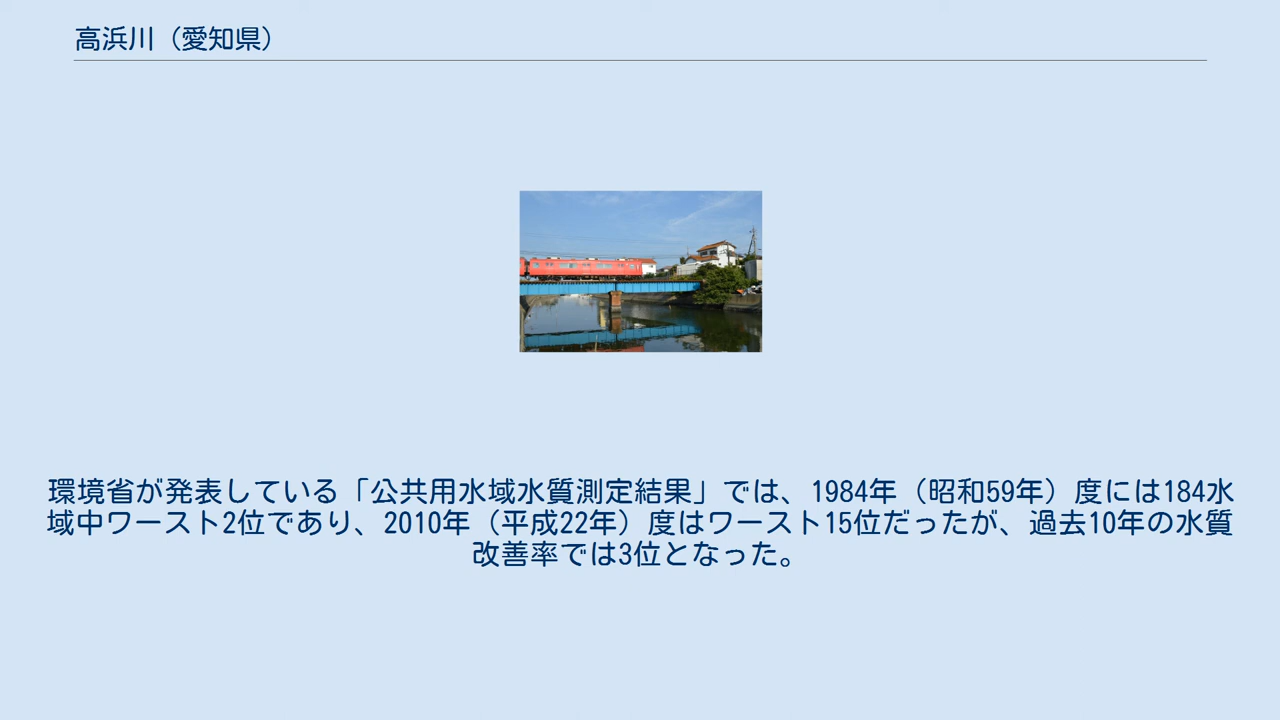 高浜川（愛知県）
環境省が発表している「公共用水域水質測定結果」では、1984年（昭和59年）度には184水
域中ワースト2位であり、2010年（平成22年）度はワースト15位だったが、過去10年の水質
改善率では3位となった。